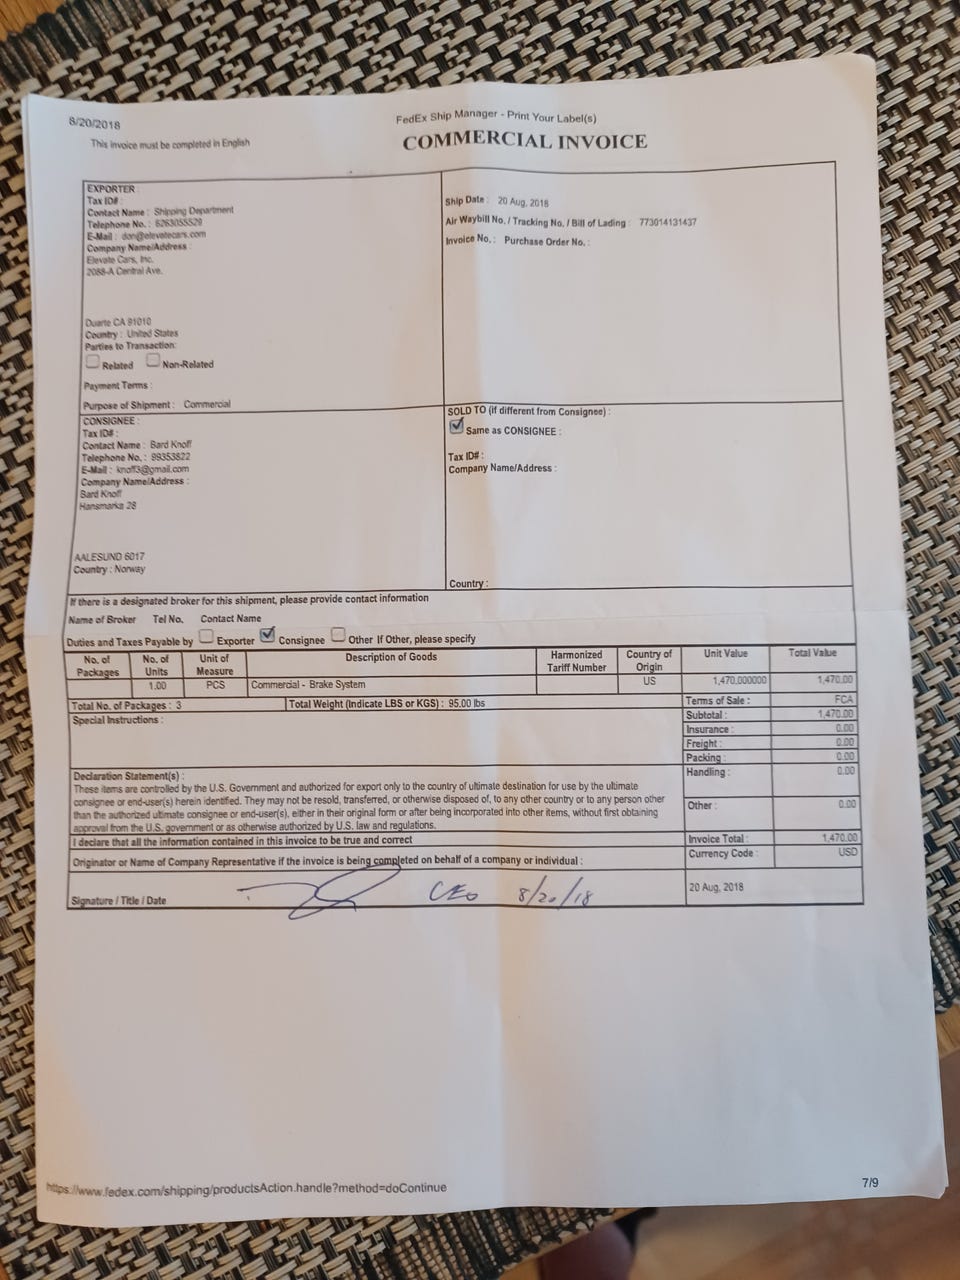 8/20/2018
FedEx Ship Manager - Print Your Label(s)
This invoice must be completed in English
COMMERCIAL INVOICE
EXPORTER:
Tax ID#:
Contact Name : Shipping Department
Telephone No. : 6263055529
E-Mail : don@elevatecars.com
Company Name/Address :
Elevate Cars, Inc.
2088-A Central Ave.
Duarte CA 91010
Country : United States
Parties to Transaction:
Related Non-Related
Payment Terms :
Purpose of Shipment : Commercial
Ship Date : 20 Aug, 2018
Air Waybill No. / Tracking No. / Bill of Lading : 773014131437
Invoice No. : Purchase Order No. :
CONSIGNEE :
Tax ID# :
Contact Name : Bard Knoff
Telephone No. : 99353822
E-Mail : knoff3@gmail.com
Company Name/Address :
Bard Knoff
Hansmarka 28
AALESUND 6017
Country : Norway
SOLD TO (if different from Consignee) :
Same as CONSIGNEE :
Tax ID# :
Company Name/Address :
Country :
If there is a designated broker for this shipment, please provide contact information
Name of Broker Tel No. Contact Name
Duties and Taxes Payable by Exporter Consignee Other If Other, please specify
No. of Packages No. of Units Unit of Measure Description of Goods Harmonized Tariff Number Country of Origin Unit Value Total Value
1.00 PCS Commercial - Brake System US 1,470.000000 1,470.00
Total No. of Packages : 3 Total Weight (Indicate LBS or KGS) : 95.00 lbs Terms of Sale : FCA
Special Instructions :
Subtotal : 1,470.00
Insurance : 0.00
Freight : 0.00
Packing : 0.00
Handling : 0.00
Other : 0.00
Declaration Statement(s) :
These items are controlled by the U.S. Government and authorized for export only to the country of ultimate destination for use by the ultimate
consignee or end-user(s) herein identified. They may not be resold, transferred, or otherwise disposed of, to any other country or to any person other
than the authorized ultimate consignee or end-user(s), either in their original form or after being incorporated into other items, without first obtaining
approval from the U.S. government or as otherwise authorized by U.S. law and regulations.
I declare that all the information contained in this invoice to be true and correct
Invoice Total : 1,470.00
Originator or Name of Company Representative if the invoice is being completed on behalf of a company or individual :
Currency Code : USD
Signature / Title / Date CEO 8/20/18
20 Aug, 2018
https://www.fedex.com/shipping/productsAction.handle?method=doContinue
7/9